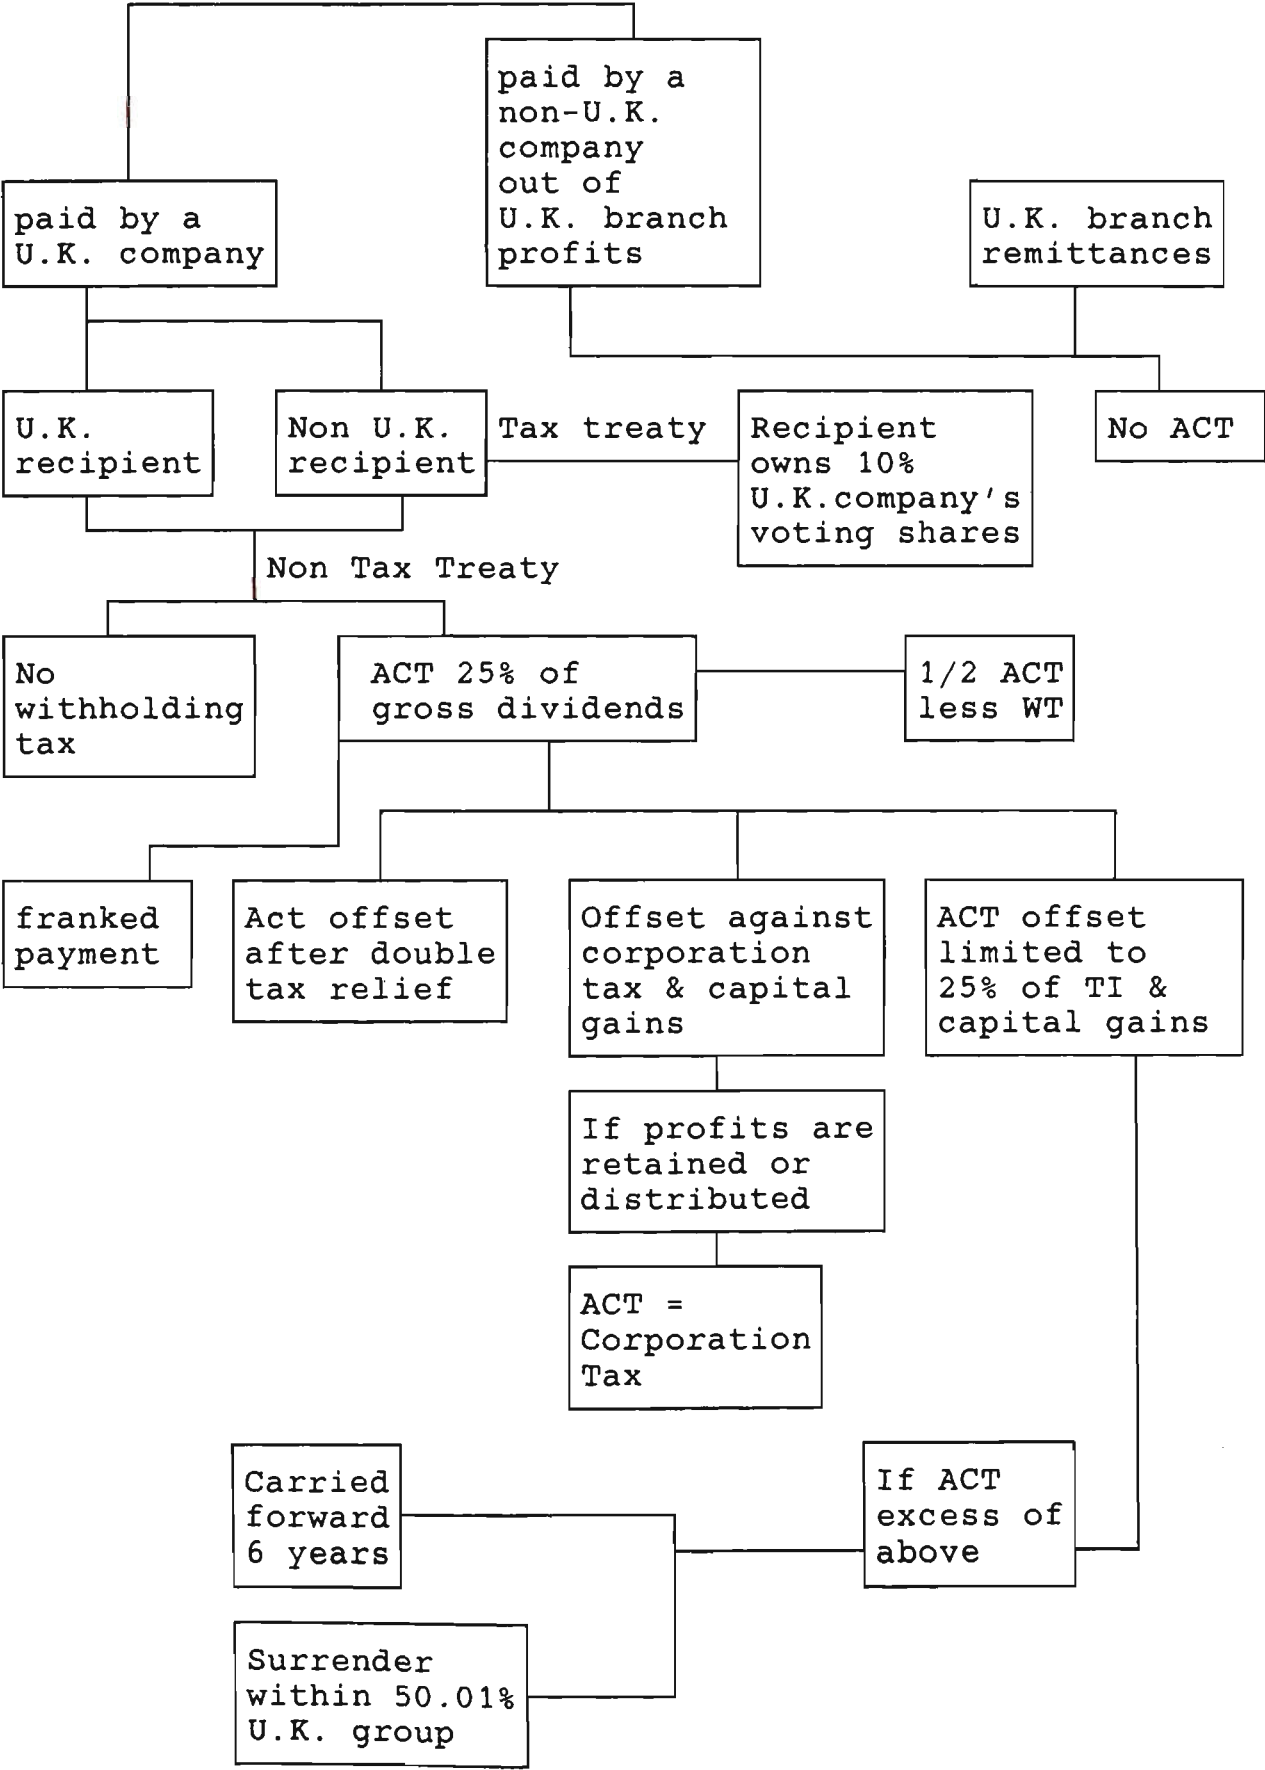 paid by a
non-U.K.
company
out of
U.K. branch
profits
paid by a
U.K. company
U.K. branch
remittances
U.K.
recipient
Non U.K.
recipient
Tax treaty
Recipient
owns 10%
U.K.company's
voting shares
No ACT
Non Tax Treaty
No
withholding
tax
ACT 25% of
gross dividends
1/2 ACT
less WT
franked
payment
Act offset
after double
tax relief
Offset against
corporation
tax & capital
gains
ACT offset
limited to
25% of TI &
capital gains
If profits are
retained or
distributed
ACT =
Corporation
Tax
Carried
forward
6 years
If ACT
excess of
above
Surrender
within 50.01%
U.K. group